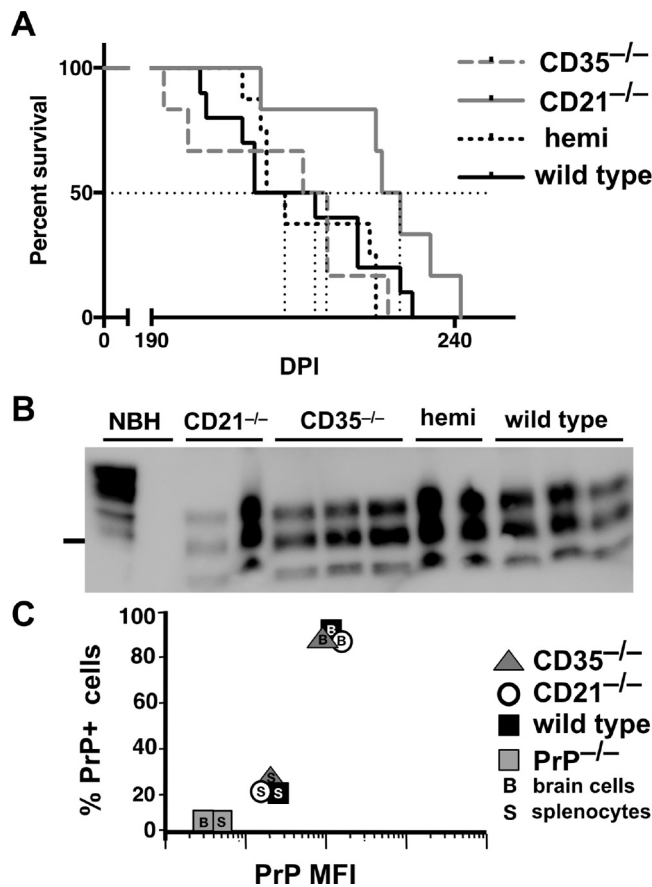 A
Percent survival
100
50
0
0
190
240
DPI
CD35–/–
CD21–/–
hemi
wild type
B
NBH
CD21–/–
CD35–/–
hemi
wild type
C
% PrP+ cells
100
80
60
40
20
0
B
B
B
S
S
S
B
S
PrP MFI
CD35–/–
CD21–/–
wild type
PrP–/–
B brain cells
S splenocytes